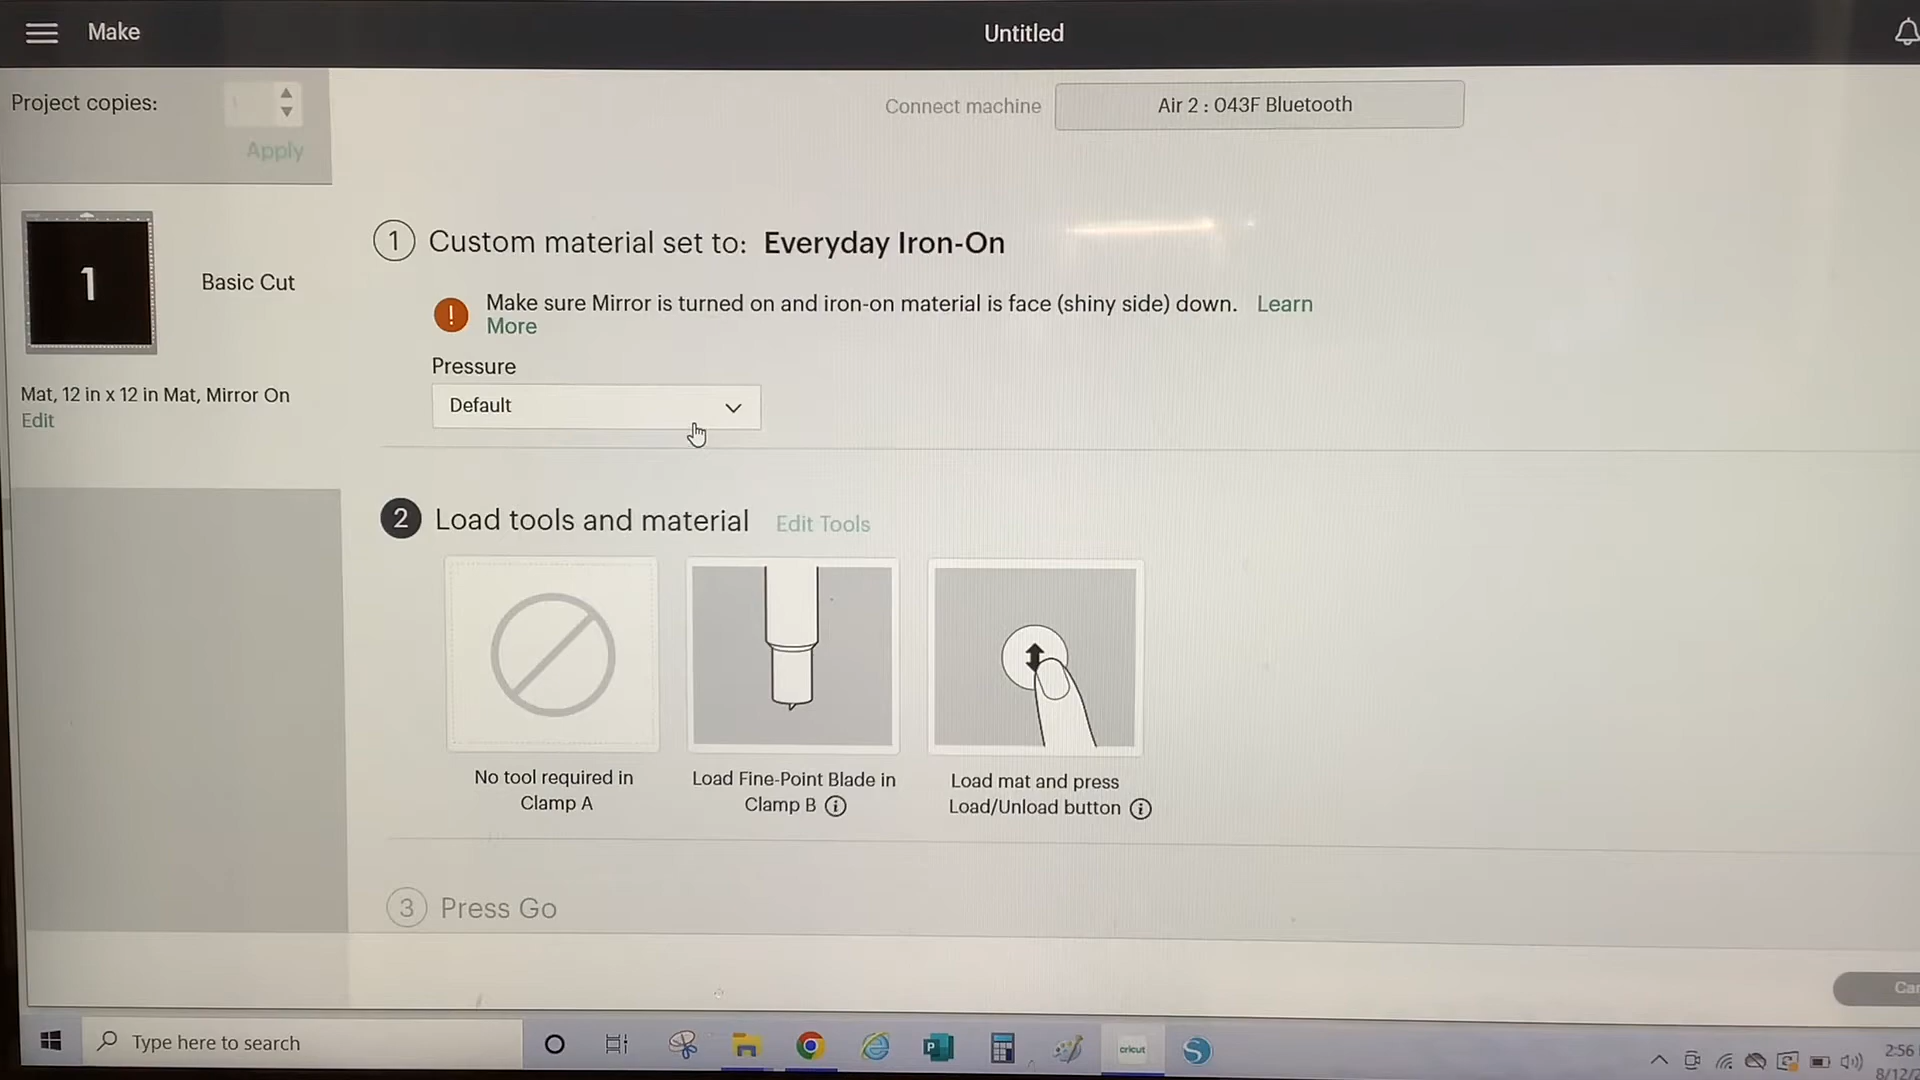 Make
Untitled
Project copies:
Apply
Connect machine
Air 2 : 043F Bluetooth
1
Basic Cut
Mat, 12 in x 12 in Mat, Mirror On
Edit
1 Custom material set to: Everyday Iron-On
! Make sure Mirror is turned on and iron-on material is face (shiny side) down. Learn
More
Pressure
Default
2 Load tools and material Edit Tools
No tool required in
Clamp A
Load Fine-Point Blade in
Clamp B i
Load mat and press
Load/Unload button i
3 Press Go
Type here to search
P
cricut
S
2:56